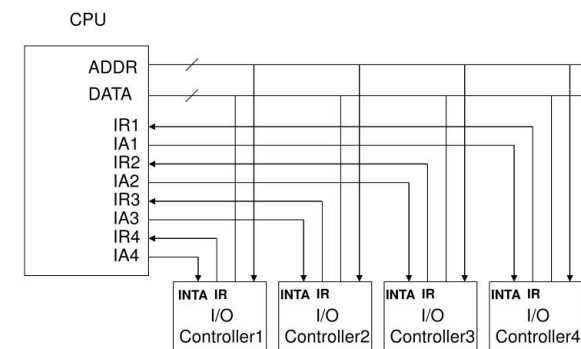 CPU
ADDR
DATA
IR1
IA1
IR2
IA2
IR3
IA3
IR4
IA4
INTA IR
I/O
Controller1
INTA IR
I/O
Controller2
INTA IR
I/O
Controller3
INTA IR
I/O
Controller4